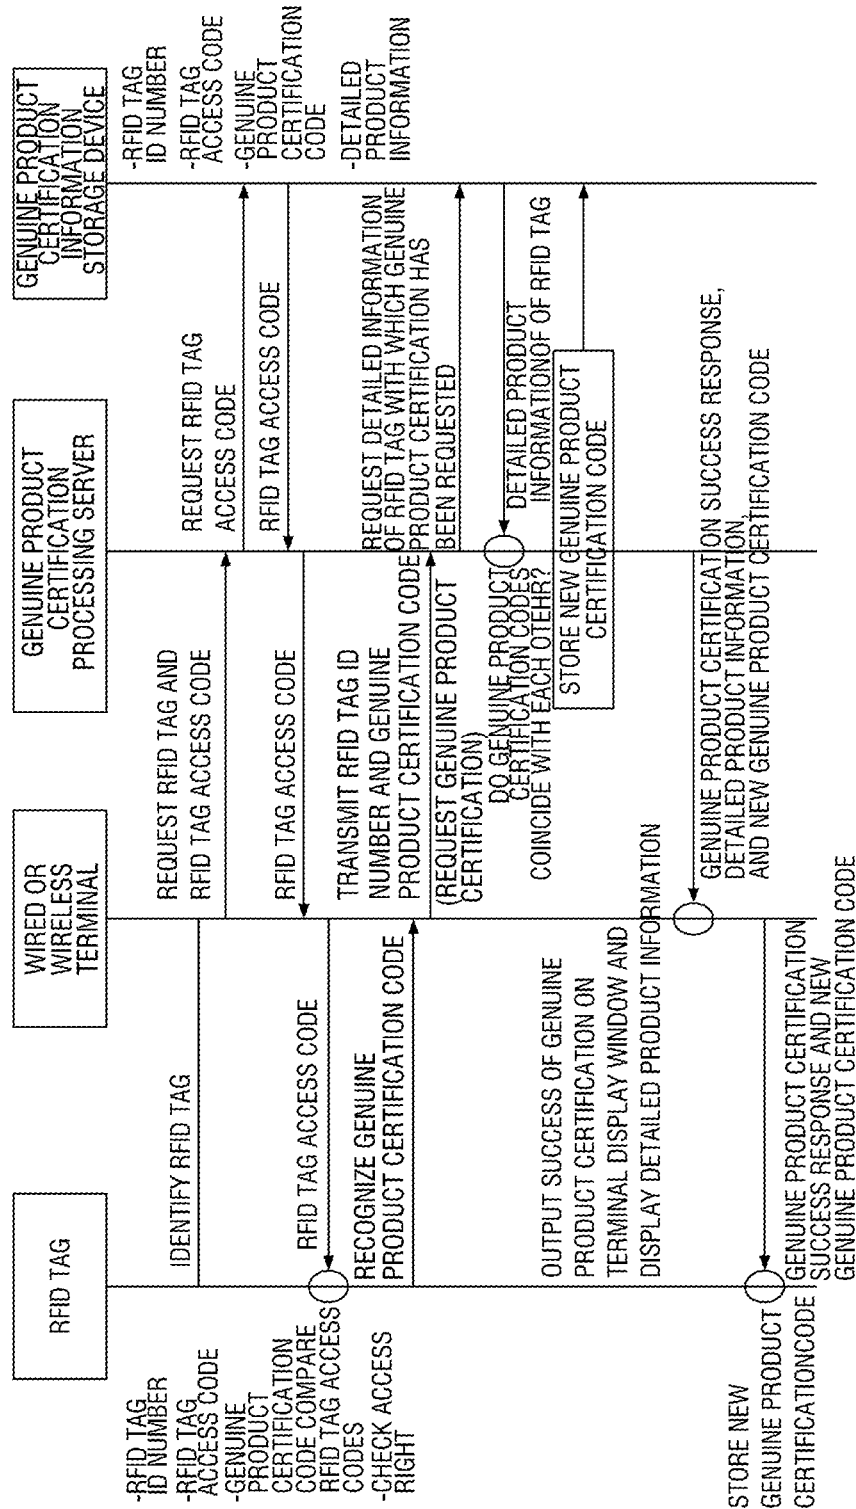 RFID TAG
WIRED OR
WIRELESS
TERMINAL
GENUINE PRODUCT
CERTIFICATION
PROCESSING SERVER
GENUINE PRODUCT
CERTIFICATION
INFORMATION
STORAGE DEVICE
-RFID TAG
ID NUMBER
-RFID TAG
ACCESS CODE
-GENUINE
PRODUCT
CERTIFICATION
CODE COMPARE
RFID TAG ACCESS
CODES
-CHECK ACCESS
RIGHT
-RFID TAG
ID NUMBER
-RFID TAG
ACCESS CODE
-GENUINE
PRODUCT
CERTIFICATION
CODE
-DETAILED
PRODUCT
INFORMATION
IDENTIFY RFID TAG
REQUEST RFID TAG AND
RFID TAG ACCESS CODE
REQUEST RFID TAG
ACCESS CODE
RFID TAG ACCESS CODE
RFID TAG ACCESS CODE
RFID TAG ACCESS CODE
RECOGNIZE GENUINE
PRODUCT CERTIFICATION CODE
TRANSMIT RFID TAG ID
NUMBER AND GENUINE
PRODUCT CERTIFICATION CODE
(REQUEST GENUINE PRODUCT
CERTIFICATION)
REQUEST DETAILED INFORMATION
OF RFID TAG WITH WHICH GENUINE
PRODUCT CERTIFICATION HAS
BEEN REQUESTED
DO GENUINE PRODUCT
CERTIFICATION CODES
COINCIDE WITH EACH OTEHR?
DETAILED PRODUCT
INFORMATIONOF OF RFID TAG
STORE NEW GENUINE PRODUCT
CERTIFICATION CODE
OUTPUT SUCCESS OF GENUINE
PRODUCT CERTIFICATION ON
TERMINAL DISPLAY WINDOW AND
DISPLAY DETAILED PRODUCT INFORMATION
GENUINE PRODUCT CERTIFICATION SUCCESS RESPONSE,
DETAILED PRODUCT INFORMATION,
AND NEW GENUINE PRODUCT CERTIFICATION CODE
STORE NEW
GENUINE PRODUCT
CERTIFICATIONCODE
GENUINE PRODUCT CERTIFICATION
SUCCESS RESPONSE AND NEW
GENUINE PRODUCT CERTIFICATION CODE